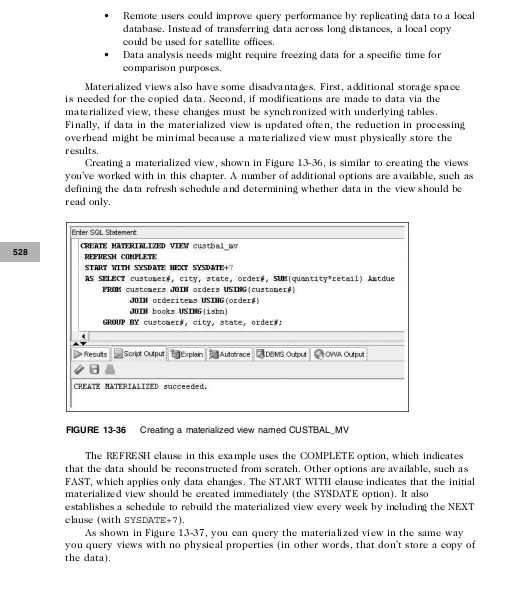 • Remote users could improve query performance by replicating data to a local
database. Instead of transferring data across long distances, a local copy
could be used for satellite offices.
• Data analysis needs might require freezing data for a specific time for
comparison purposes.
Materialized views also have some disadvantages. First, additional storage space
is needed for the copied data. Second, if modifications are made to data via the
materialized view, these changes must be synchronized with underlying tables.
Finally, if data in the materialized view is updated often, the reduction in processing
overhead might be minimal because a materialized view must physically store the
results.
Creating a materialized view, shown in Figure 13-36, is similar to creating the views
you've worked with in this chapter. A number of additional options are available, such as
defining the data refresh schedule and determining whether data in the view should be
read only.
528
Enter SQL Statement:
CREATE MATERIALIZED VIEW custbal_mv
REFRESH COMPLETE
START WITH SYSDATE NEXT SYSDATE+7
AS SELECT customer#, city, state, order#, SUM(quantity*retail) Amtdue
FROM customers JOIN orders USING(customer#)
JOIN orderitems USING(order#)
JOIN books USING(isbn)
GROUP BY customer#, city, state, order#;
Results Script Output Explain Autotrace DBMS Output OWA Output
CREATE MATERIALIZED succeeded.
FIGURE 13-36 Creating a materialized view named CUSTBAL_MV
The REFRESH clause in this example uses the COMPLETE option, which indicates
that the data should be reconstructed from scratch. Other options are available, such as
FAST, which applies only data changes. The START WITH clause indicates that the initial
materialized view should be created immediately (the SYSDATE option). It also
establishes a schedule to rebuild the materialized view every week by including the NEXT
clause (with SYSDATE+7).
As shown in Figure 13-37, you can query the materialized view in the same way
you query views with no physical properties (in other words, that don't store a copy of
the data).